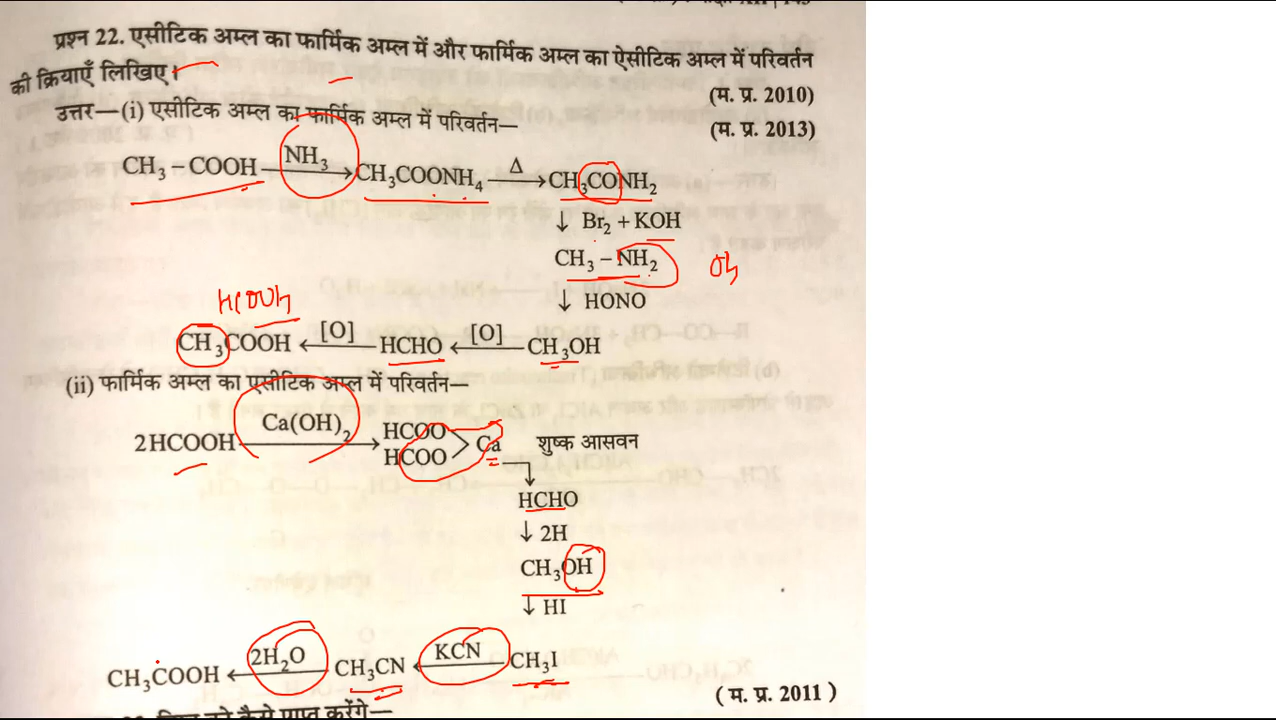 प्रश्न 22. एसीटिक अम्ल का फार्मिक अम्ल में और फार्मिक अम्ल का ऐसीटिक अम्ल में परिवर्तन
की क्रियाएँ लिखिए।
(म. प्र. 2010)
उत्तर—(i) एसीटिक अम्ल का फार्मिक अम्ल में परिवर्तन— (म. प्र. 2013)
CH₃ – COOH NH₃→ CH₃COONH₄ Δ→ CH₃CONH₂
↓ Br₂ + KOH
CH₃ – NH₂ Oh
↓ HONO
HCOOH
CH₃COOH ←[O] HCHO ←[O] CH₃OH
(ii) फार्मिक अम्ल का एसीटिक अम्ल में परिवर्तन—
2HCOOH Ca(OH)₂→ HCOO
HCOO > Ca शुष्क आसवन
↓
HCHO
↓ 2H
CH₃OH
↓ HI
CH₃COOH ←2H₂O CH₃CN ←KCN CH₃I
( म. प्र. 2011 )
कैसे प्राप्त करेंगे—